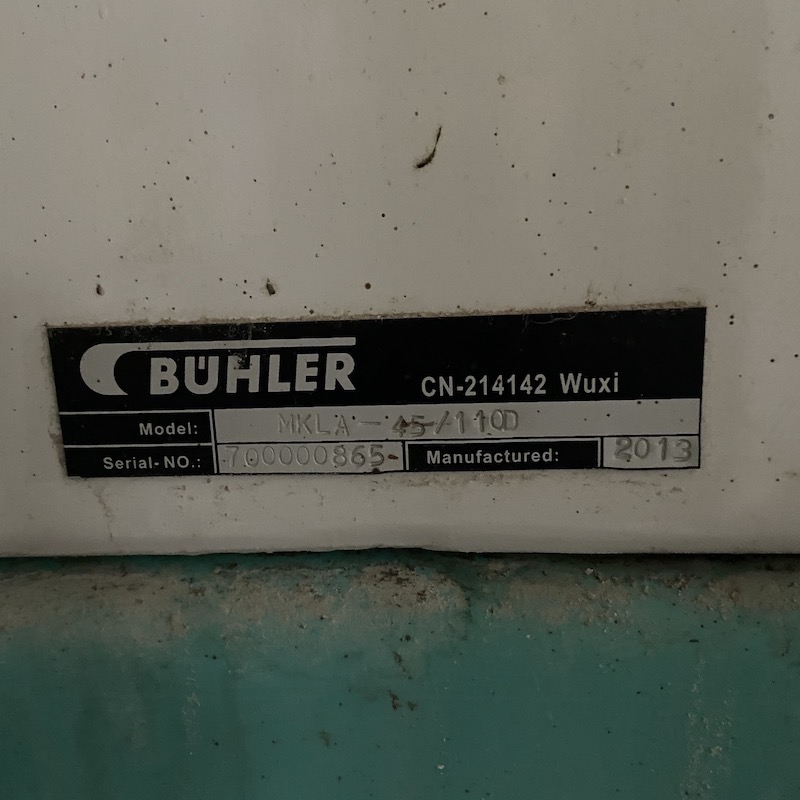 BÜHLER
CN-214142 Wuxi
Model: MKLA-45/110D
Serial-NO.: 700000865- Manufactured: 2013